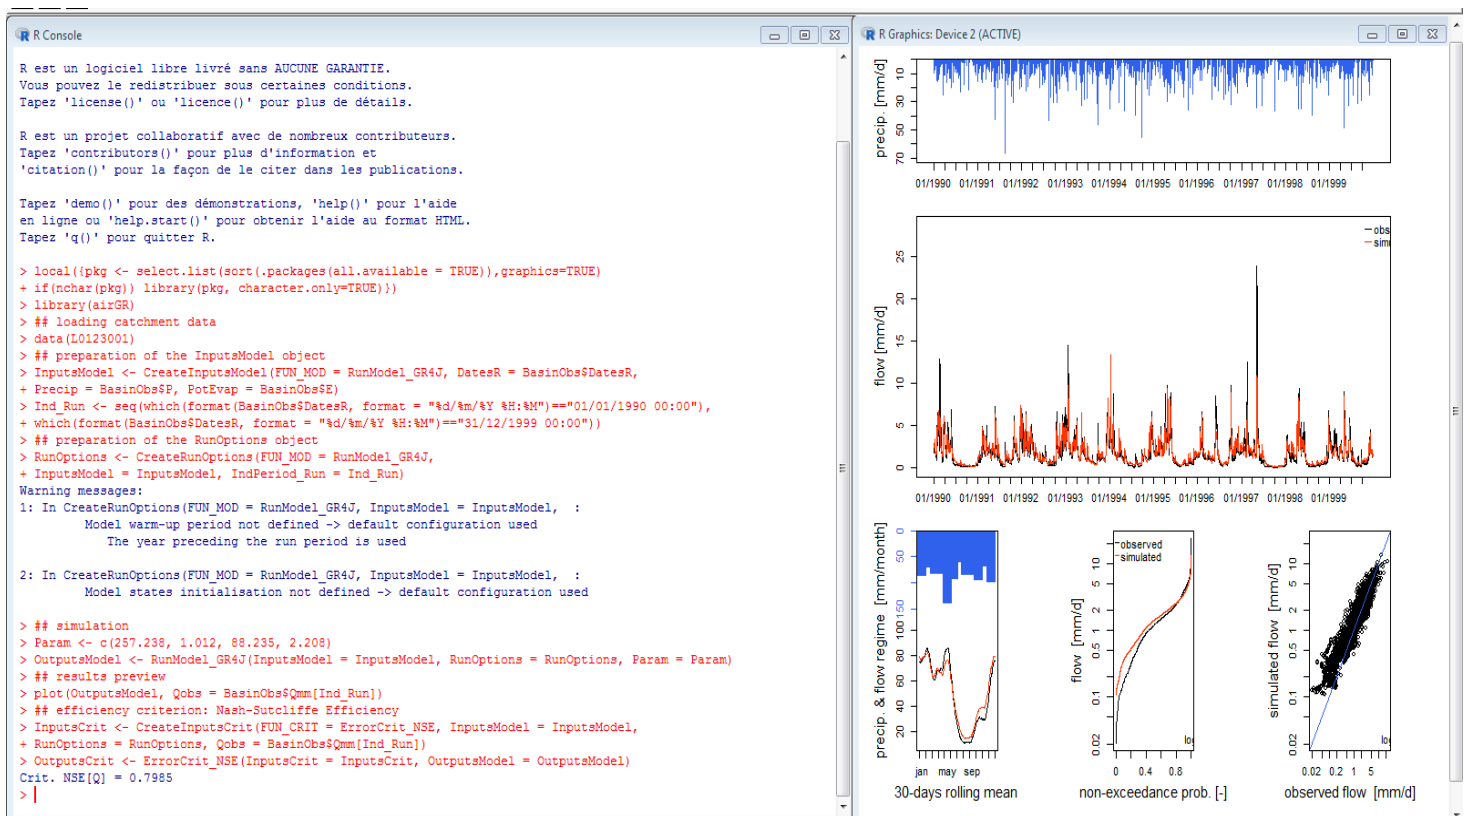 R Console
R est un logiciel libre livré sans AUCUNE GARANTIE.
Vous pouvez le redistribuer sous certaines conditions.
Tapez 'license()' ou 'licence()' pour plus de détails.
R est un projet collaboratif avec de nombreux contributeurs.
Tapez 'contributors()' pour plus d'information et
'citation()' pour la façon de le citer dans les publications.
Tapez 'demo()' pour des démonstrations, 'help()' pour l'aide
en ligne ou 'help.start()' pour obtenir l'aide au format HTML.
Tapez 'q()' pour quitter R.
> local({pkg <- select.list(sort(.packages(all.available = TRUE)),graphics=TRUE)
+ if(nchar(pkg)) library(pkg, character.only=TRUE)})
> library(airGR)
> ## loading catchment data
> data(L0123001)
> ## preparation of the InputsModel object
> InputsModel <- CreateInputsModel(FUN_MOD = RunModel_GR4J, DatesR = BasinObs$DatesR,
+ Precip = BasinObs$P, PotEvap = BasinObs$E)
> Ind_Run <- seq(which(format(BasinObs$DatesR, format = "%d/%m/%Y %H:%M")=="01/01/1990 00:00"),
+ which(format(BasinObs$DatesR, format = "%d/%m/%Y %H:%M")=="31/12/1999 00:00"))
> ## preparation of the RunOptions object
> RunOptions <- CreateRunOptions(FUN_MOD = RunModel_GR4J,
+ InputsModel = InputsModel, IndPeriod_Run = Ind_Run)
Warning messages:
1: In CreateRunOptions(FUN_MOD = RunModel_GR4J, InputsModel = InputsModel,  :
Model warm-up period not defined -> default configuration used
The year preceding the run period is used
2: In CreateRunOptions(FUN_MOD = RunModel_GR4J, InputsModel = InputsModel,  :
Model states initialisation not defined -> default configuration used
> ## simulation
> Param <- c(257.238, 1.012, 88.235, 2.208)
> OutputsModel <- RunModel_GR4J(InputsModel = InputsModel, RunOptions = RunOptions, Param = Param)
> ## results preview
> plot(OutputsModel, Qobs = BasinObs$Qmm[Ind_Run])
> ## efficiency criterion: Nash-Sutcliffe Efficiency
> InputsCrit <- CreateInputsCrit(FUN_CRIT = ErrorCrit_NSE, InputsModel = InputsModel,
+ RunOptions = RunOptions, Qobs = BasinObs$Qmm[Ind_Run])
> OutputsCrit <- ErrorCrit_NSE(InputsCrit = InputsCrit, OutputsModel = OutputsModel)
Crit. NSE[Q] = 0.7985
>
R Graphics: Device 2 (ACTIVE)
precip. [mm/d]
10
30
50
70
01/1990 01/1991 01/1992 01/1993 01/1994 01/1995 01/1996 01/1997 01/1998 01/1999
obs
sim
flow [mm/d]
25
20
15
10
5
0
01/1990 01/1991 01/1992 01/1993 01/1994 01/1995 01/1996 01/1997 01/1998 01/1999
precip. & flow regime [mm/month]
0
50
150
100
80
60
40
20
jan may sep
30-days rolling mean
observed
simulated
flow [mm/d]
10
5
2
1
0.5
0.1
0.02
lo
0 0.4 0.8
non-exceedance prob. [-]
simulated flow [mm/d]
10
5
2
1
0.5
0.1
0.02
lo
0.02 0.2 1 5
observed flow [mm/d]